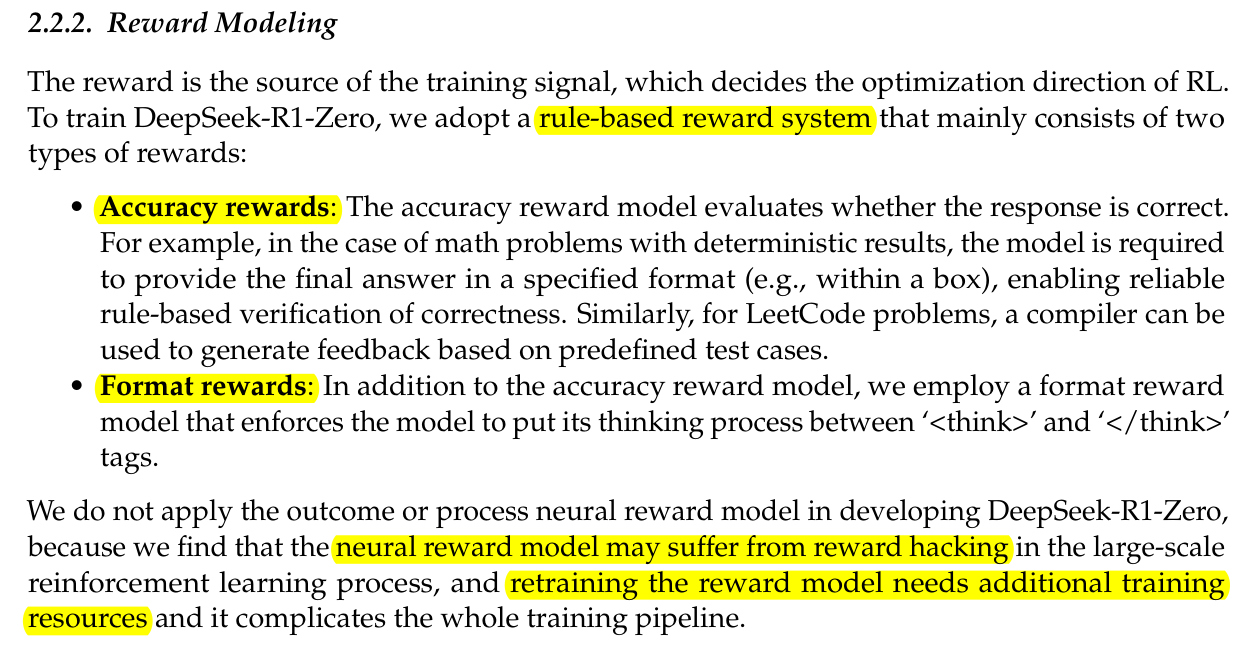 2.2.2. Reward Modeling
The reward is the source of the training signal, which decides the optimization direction of RL.
To train DeepSeek-R1-Zero, we adopt a rule-based reward system that mainly consists of two
types of rewards:
• Accuracy rewards: The accuracy reward model evaluates whether the response is correct.
For example, in the case of math problems with deterministic results, the model is required
to provide the final answer in a specified format (e.g., within a box), enabling reliable
rule-based verification of correctness. Similarly, for LeetCode problems, a compiler can be
used to generate feedback based on predefined test cases.
• Format rewards: In addition to the accuracy reward model, we employ a format reward
model that enforces the model to put its thinking process between ‘<think>’ and ‘</think>’
tags.
We do not apply the outcome or process neural reward model in developing DeepSeek-R1-Zero,
because we find that the neural reward model may suffer from reward hacking in the large-scale
reinforcement learning process, and retraining the reward model needs additional training
resources and it complicates the whole training pipeline.